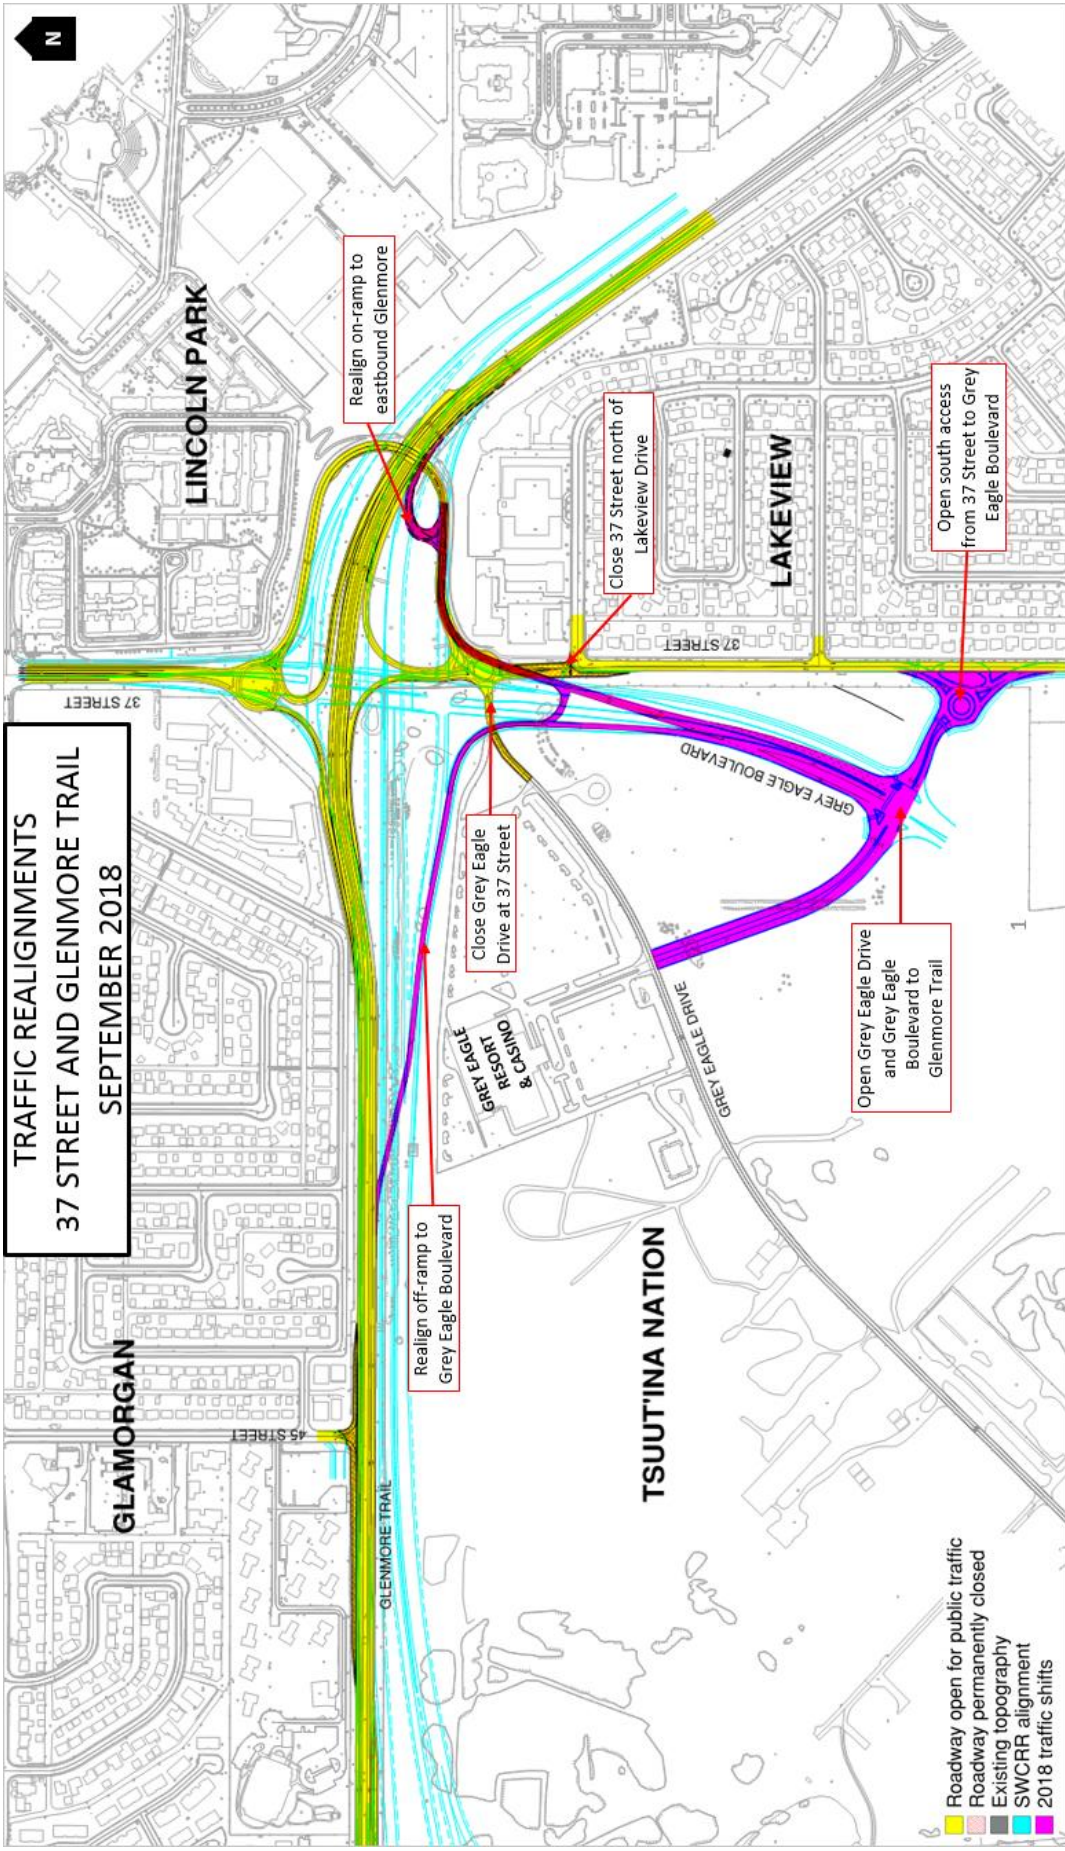 TRAFFIC REALIGNMENTS
37 STREET AND GLENMORE TRAIL
SEPTEMBER 2018
N
GLAMORGAN
LINCOLN PARK
45 STREET
37 STREET
GLENMORE TRAIL
Realign on-ramp to
eastbound Glenmore
Realign off-ramp to
Grey Eagle Boulevard
Close Grey Eagle
Drive at 37 Street
Close 37 Street north of
Lakeview Drive
GREY EAGLE
RESORT
& CASINO
37 STREET
GREY EAGLE BOULEVARD
LAKEVIEW
TSUUT'INA NATION
GREY EAGLE DRIVE
Open Grey Eagle Drive
and Grey Eagle
Boulevard to
Glenmore Trail
Open south access
from 37 Street to Grey
Eagle Boulevard
1
Roadway open for public traffic
Roadway permanently closed
Existing topography
SWCRR alignment
2018 traffic shifts